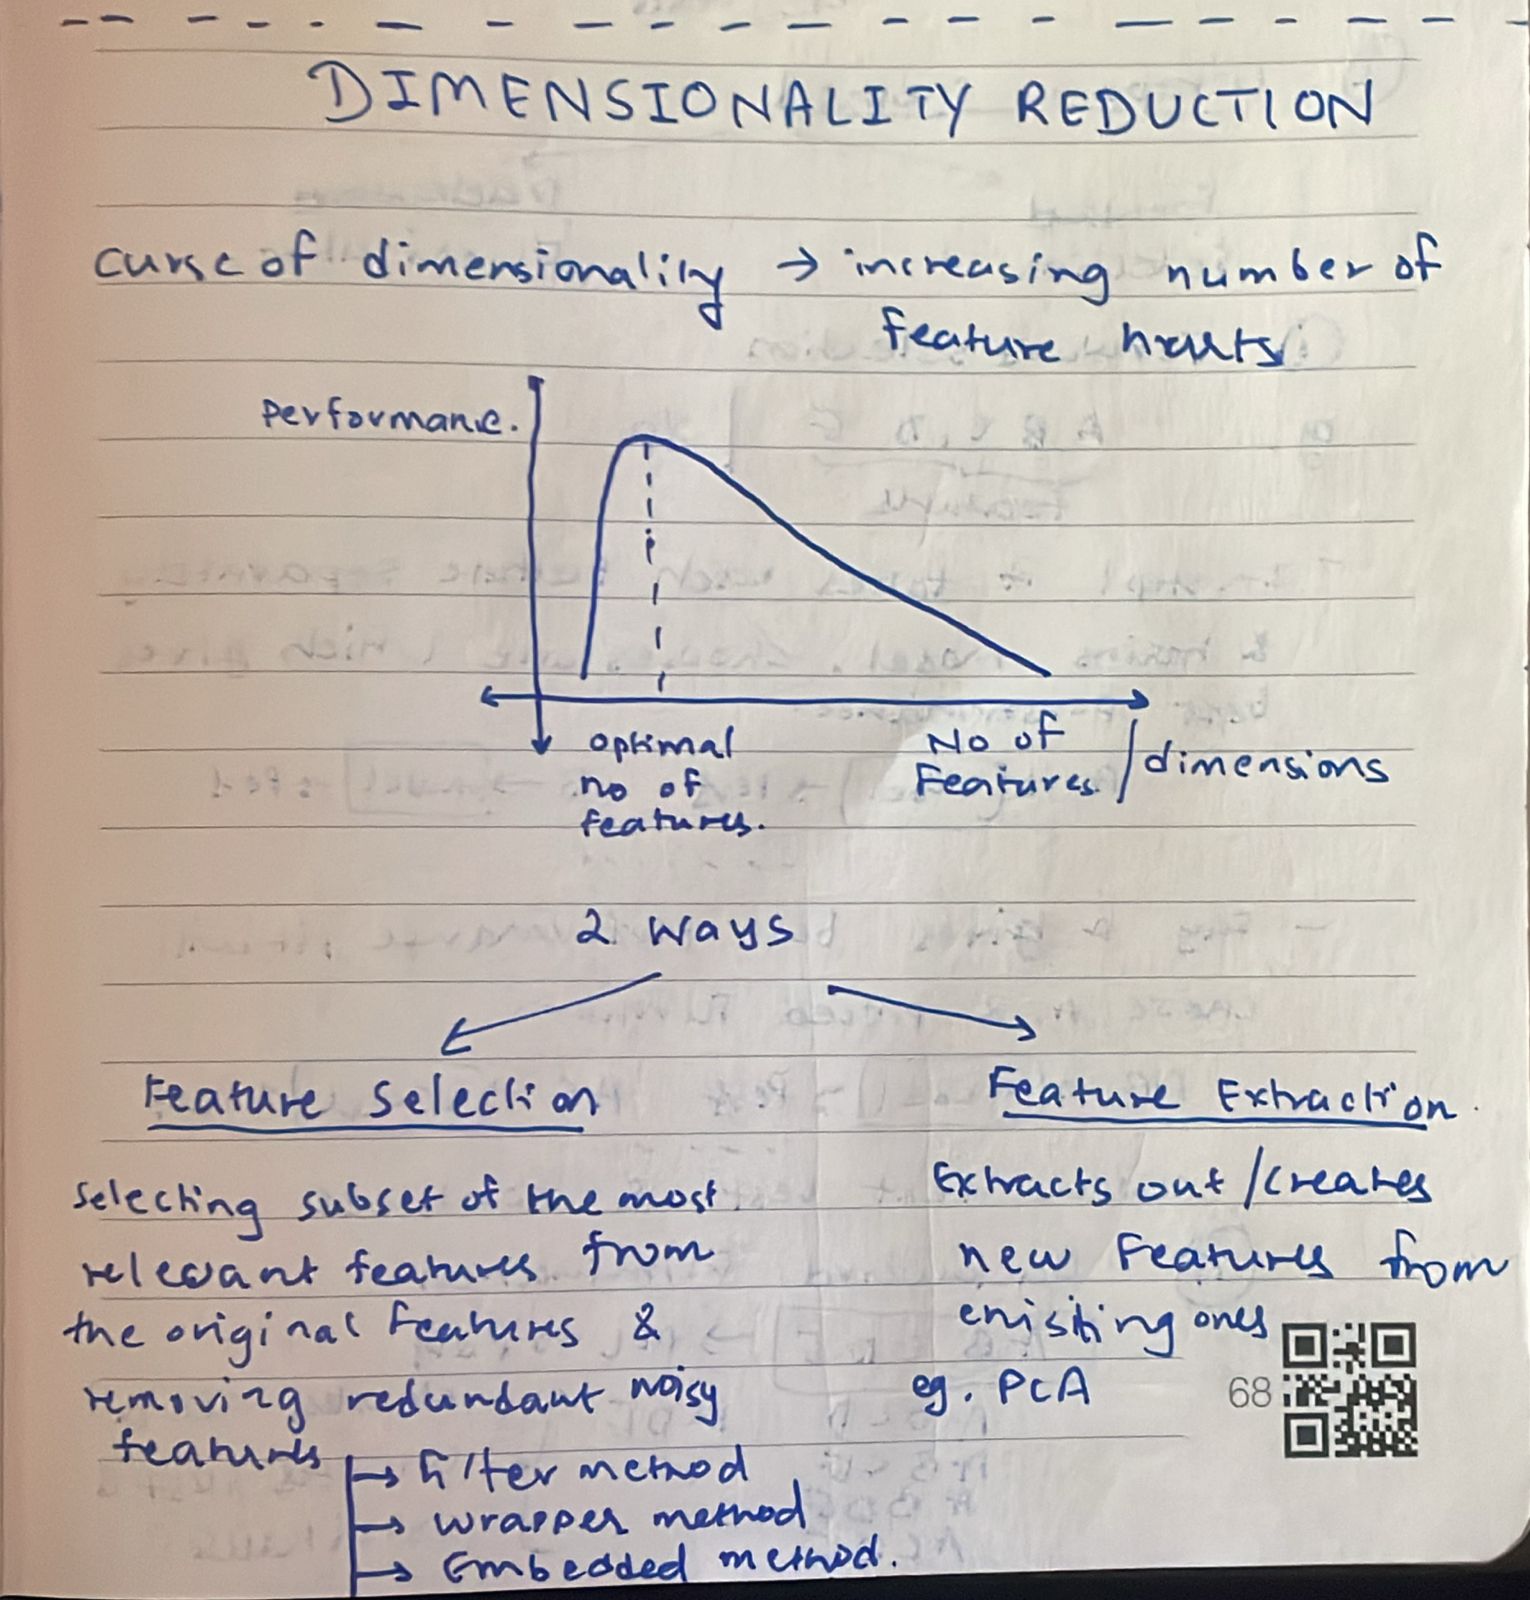 DIMENSIONALITY REDUCTION
curse of dimensionality → increasing number of
feature hurts
Performance.
optimal
no of
features.
No of
Features / dimensions
2 ways
Feature Selection
Selecting subset of the most
relevant features from
the original features &
removing redundant noisy
features
→ filter method
→ wrapper method
→ Embedded method.
Feature Extraction
Extracts out / creates
new Features from
enisiting ones
eg. PCA
68